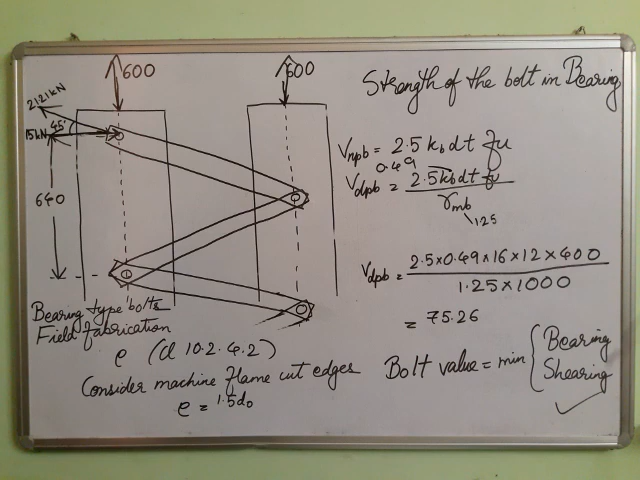 600
600
21.21kN
15kN
45°
640
Strength of the bolt in Bearing
Vnpb = 2.5 kb dt fu
0.49
Vdpb = 2.5 kb dt fu
γmb
1.25
Vdpb = 2.5×0.49×16×12×400
1.25×1000
= 75.26
Bearing type bolts
Field fabrication
e (cl 10.2.4.2)
Consider machine flame cut edges
e = 1.5d₀
Bolt value = min { Bearing
Shearing